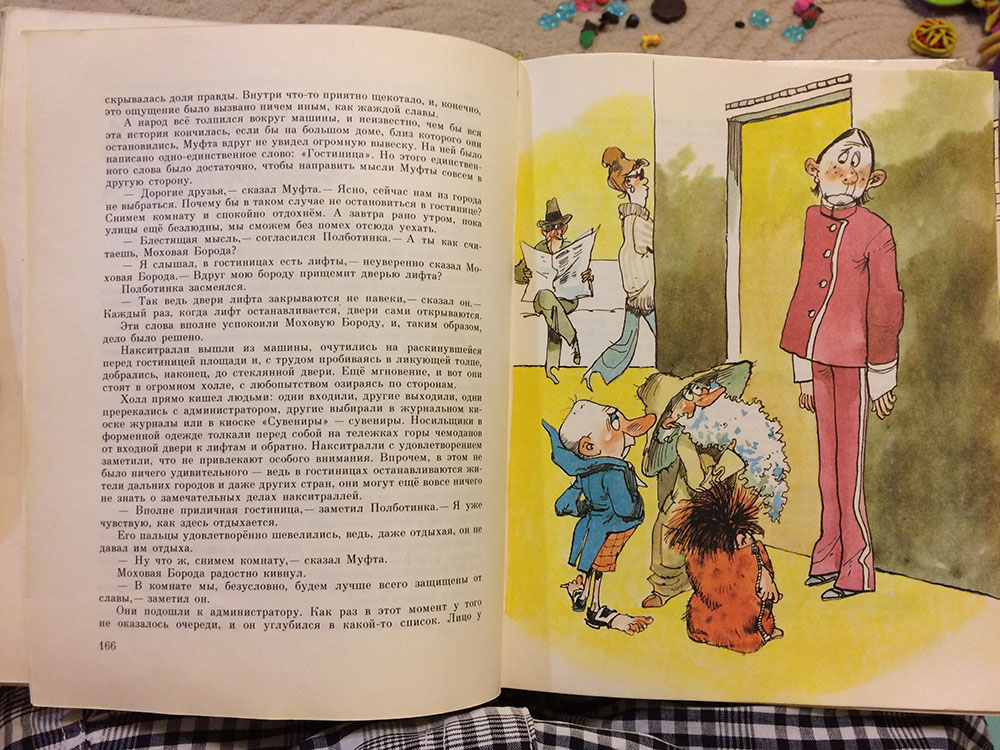 скрывалась доля правды. Внутри что-то приятно щекотало, и, конечно,
это ощущение было вызвано ничем иным, как жаждой славы.
А народ всё толпился вокруг машины, и неизвестно, чем бы вся
эта история кончилась, если бы на большом доме, близ которого они
остановились, Муфта вдруг не увидел огромную вывеску. На ней было
написано одно-единственное слово: «Гостиница». Но этого единствен-
ного слова было достаточно, чтобы направить мысли Муфты совсем в
другую сторону.
— Дорогие друзья,— сказал Муфта.— Ясно, сейчас нам из города
не выбраться. Почему бы в таком случае не остановиться в гостинице?
Снимем комнату и спокойно отдохнём. А завтра рано утром, пока
улицы ещё безлюдны, мы сможем без помех отсюда уехать.
— Блестящая мысль,— согласился Полботинка.— А ты как счи-
таешь, Моховая Борода?
— Я слышал, в гостиницах есть лифты,— неуверенно сказал Мо-
ховая Борода.— Вдруг мою бороду прищемит дверью лифта?
Полботинка засмеялся.
— Так ведь двери лифта закрываются не навеки,— сказал он.—
Каждый раз, когда лифт останавливается, двери сами открываются.
Эти слова вполне успокоили Моховую Бороду, и, таким образом,
дело было решено.
Накситралли вышли из машины, очутились на раскинувшейся
перед гостиницей площади и, с трудом пробиваясь в ликующей толпе,
добрались, наконец, до стеклянной двери. Ещё мгновение, и вот они
стоят в огромном холле, с любопытством озираясь по сторонам.
Холл прямо кишел людьми: одни входили, другие выходили, одни
пререкались с администратором, другие выбирали в журнальном ки-
оске журналы или в киоске «Сувениры» — сувениры. Носильщики в
форменной одежде толкали перед собой на тележках горы чемоданов
от входной двери к лифтам и обратно. Накситралли с удовлетворением
заметили, что не привлекают особого внимания. Впрочем, в этом не
было ничего удивительного — ведь в гостиницах останавливаются жи-
тели дальних городов и даже других стран, они могут ещё вовсе ничего
не знать о замечательных делах накситраллей.
— Вполне приличная гостиница,— заметил Полботинка.— Я уже
чувствую, как здесь отдыхается.
Его пальцы удовлетворённо шевелились, ведь, даже отдыхая, он не
давал им отдыха.
— Ну что ж, снимем комнату,— сказал Муфта.
Моховая Борода радостно кивнул.
— В комнате мы, безусловно, будем лучше всего защищены от
славы,— заметил он.
Они подошли к администратору. Как раз в этот момент у того
не оказалось очереди, и он углубился в какой-то список. Лицо у
166